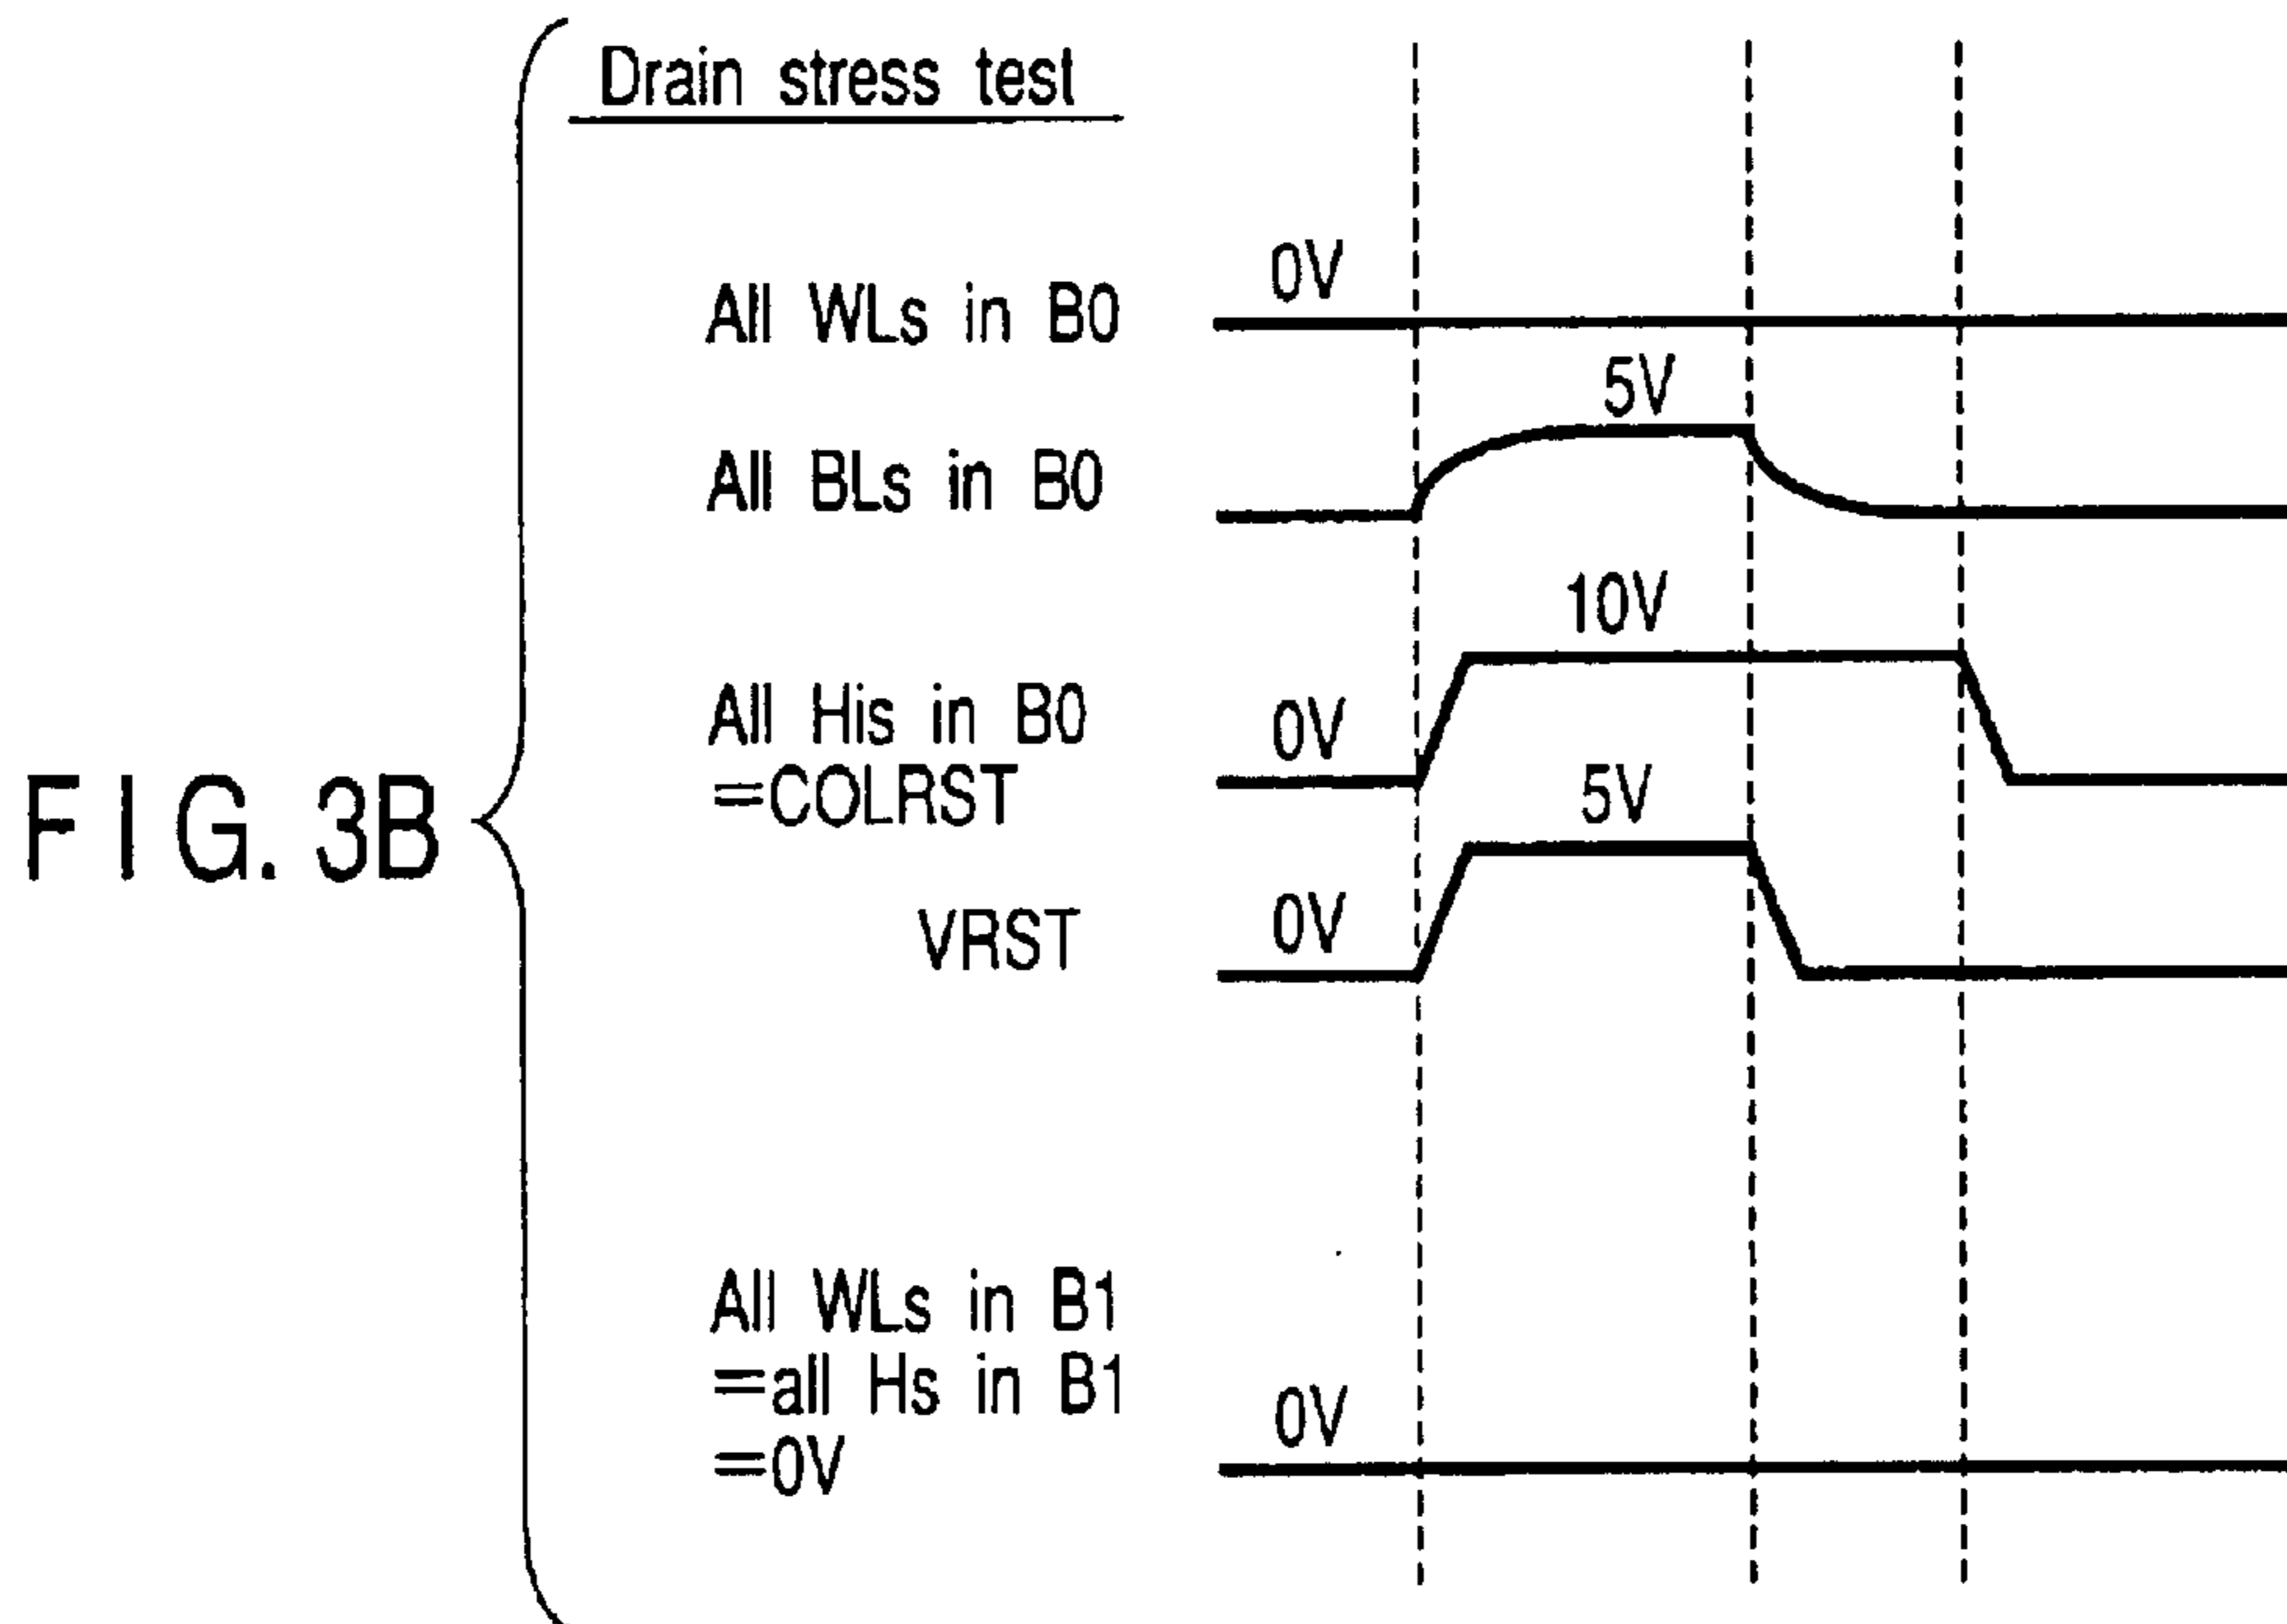 Drain stress test
0V
All WLs in B0
5V
All BLs in B0
10V
All His in B0
=COLRST
0V
5V
FIG. 3B
VRST
0V
All WLs in B1
=all Hs in B1
=0V
0V